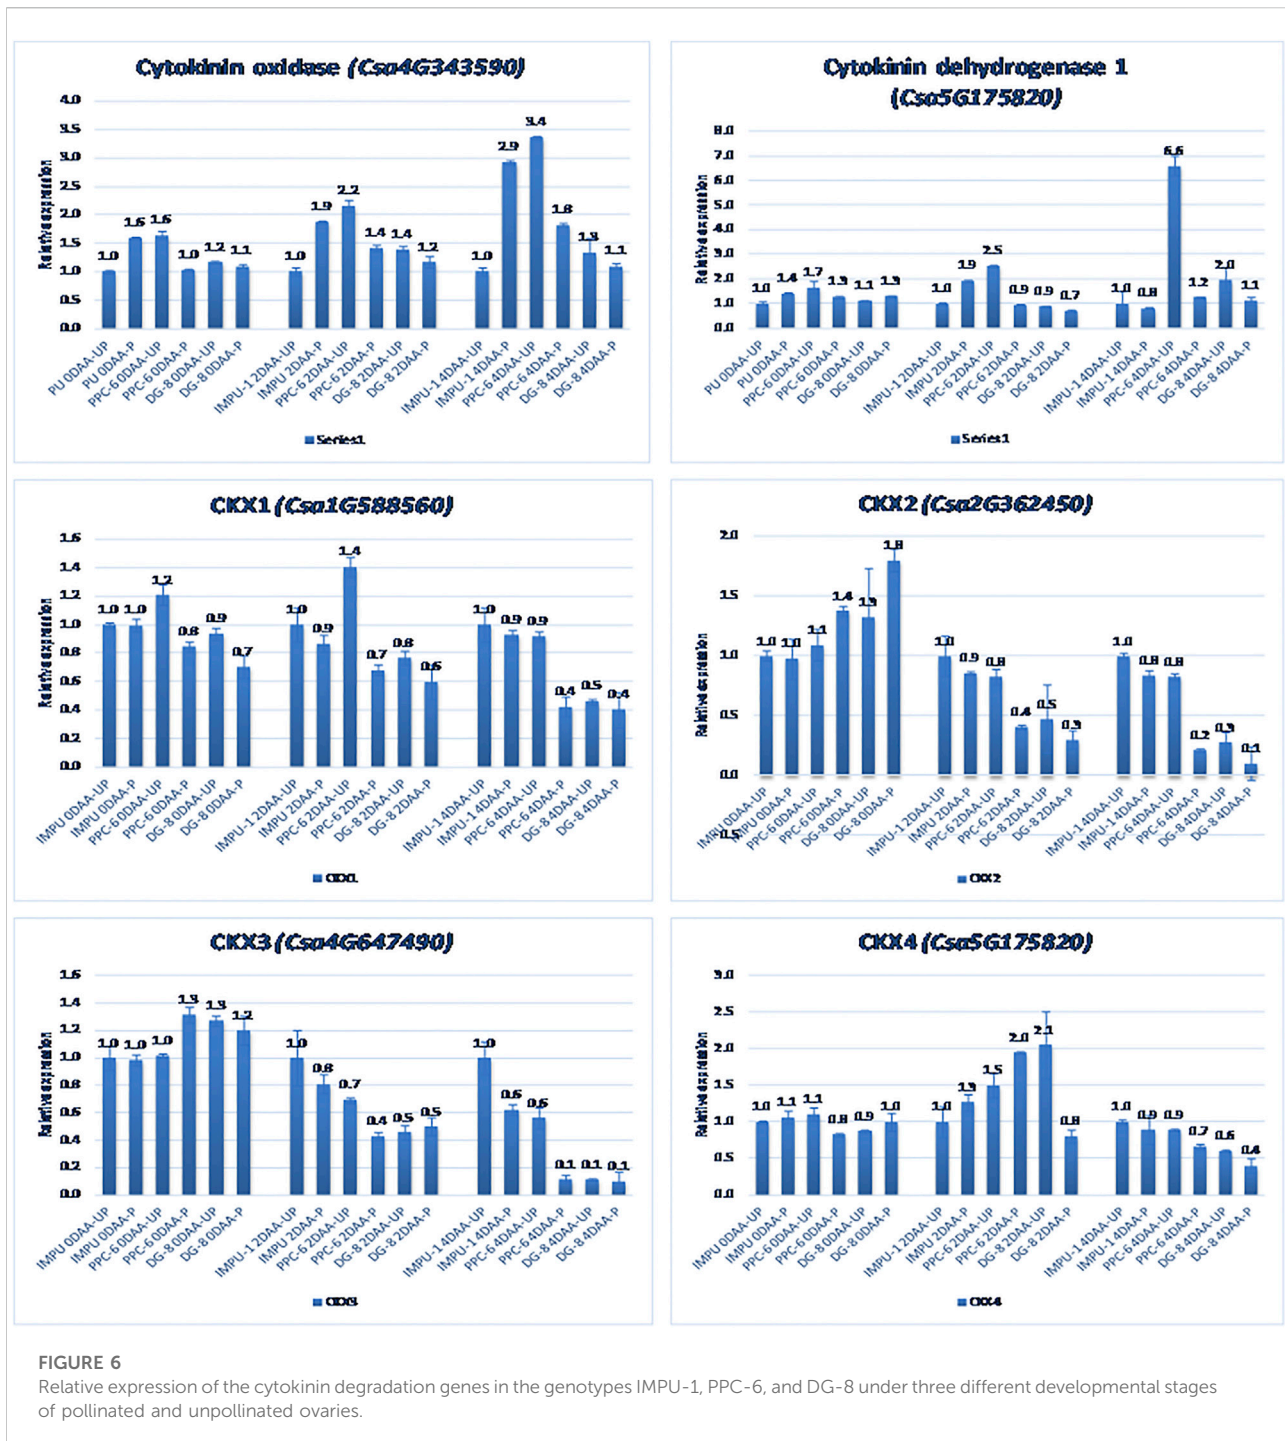 Cytokinin oxidase (Csa4G343590)
4.0
3.5
3.0
2.5
2.0
1.5
1.0
0.5
0.0
Relative expression
1.0 1.6 1.6 1.0 1.2 1.1 1.0 1.9 2.2 1.4 1.4 1.2 1.0 2.9 3.4 1.8 1.3 1.1
PU 0DAA-UP
PU 0DAA-P
PPC-6 0DAA-UP
PPC-6 0DAA-P
DG-8 0DAA-UP
DG-8 0DAA-P
IMPU-1 2DAA-UP
IMPU 2DAA-P
PPC-6 2DAA-UP
PPC-6 2DAA-P
DG-8 2DAA-UP
DG-8 2DAA-P
IMPU-1 4DAA-UP
IMPU-1 4DAA-P
PPC-6 4DAA-UP
PPC-6 4DAA-P
DG-8 4DAA-UP
DG-8 4DAA-P
Series1
Cytokinin dehydrogenase 1
(Csa5G175820)
8.0
7.0
6.0
5.0
4.0
3.0
2.0
1.0
0.0
Relative expression
1.0 1.4 1.7 1.3 1.1 1.3 1.0 1.9 2.5 0.9 0.9 0.7 1.0 0.8 6.6 1.2 2.0 1.1
PU 0DAA-UP
PU 0DAA-P
PPC-6 0DAA-UP
PPC-6 0DAA-P
DG-8 0DAA-UP
DG-8 0DAA-P
IMPU-1 2DAA-UP
IMPU 2DAA-P
PPC-6 2DAA-UP
PPC-6 2DAA-P
DG-8 2DAA-UP
DG-8 2DAA-P
IMPU-1 4DAA-UP
IMPU-1 4DAA-P
PPC-6 4DAA-UP
PPC-6 4DAA-P
DG-8 4DAA-UP
DG-8 4DAA-P
Series1
CKX1 (Csa1G588560)
1.6
1.4
1.2
1.0
0.8
0.6
0.4
0.2
0.0
Relative expression
1.0 1.0 1.2 0.8 0.9 0.7 1.0 0.9 1.4 0.7 0.8 0.6 1.0 0.9 0.9 0.4 0.5 0.4
IMPU 0DAA-UP
IMPU 0DAA-P
PPC-6 0DAA-UP
PPC-6 0DAA-P
DG-8 0DAA-UP
DG-8 0DAA-P
IMPU-1 2DAA-UP
IMPU 2DAA-P
PPC-6 2DAA-UP
PPC-6 2DAA-P
DG-8 2DAA-UP
DG-8 2DAA-P
IMPU-1 4DAA-UP
IMPU-1 4DAA-P
PPC-6 4DAA-UP
PPC-6 4DAA-P
DG-8 4DAA-UP
DG-8 4DAA-P
CKX1
CKX2 (Csa2G362450)
2.0
1.5
1.0
0.5
0.0
0.5
Relative expression
1.0 1.0 1.1 1.4 1.3 1.8 1.0 0.9 0.8 0.4 0.5 0.3 1.0 0.8 0.8 0.2 0.3 0.1
IMPU 0DAA-UP
IMPU 0DAA-P
PPC-6 0DAA-UP
PPC-6 0DAA-P
DG-8 0DAA-UP
DG-8 0DAA-P
IMPU-1 2DAA-UP
IMPU 2DAA-P
PPC-6 2DAA-UP
PPC-6 2DAA-P
DG-8 2DAA-UP
DG-8 2DAA-P
IMPU-1 4DAA-UP
IMPU-1 4DAA-P
PPC-6 4DAA-UP
PPC-6 4DAA-P
DG-8 4DAA-UP
DG-8 4DAA-P
CKX2
CKX3 (Csa4G647490)
1.6
1.4
1.2
1.0
0.8
0.6
0.4
0.2
0.0
Relative expression
1.0 1.0 1.0 1.3 1.3 1.2 1.0 0.8 0.7 0.4 0.5 0.5 1.0 0.6 0.6 0.1 0.1 0.1
IMPU 0DAA-UP
IMPU 0DAA-P
PPC-6 0DAA-UP
PPC-6 0DAA-P
DG-8 0DAA-UP
DG-8 0DAA-P
IMPU-1 2DAA-UP
IMPU 2DAA-P
PPC-6 2DAA-UP
PPC-6 2DAA-P
DG-8 2DAA-UP
DG-8 2DAA-P
IMPU-1 4DAA-UP
IMPU-1 4DAA-P
PPC-6 4DAA-UP
PPC-6 4DAA-P
DG-8 4DAA-UP
DG-8 4DAA-P
CKX3
CKX4 (Csa5G175820)
3.0
2.5
2.0
1.5
1.0
0.5
0.0
Relative expression
1.0 1.1 1.1 0.8 0.9 1.0 1.0 1.3 1.5 2.0 2.1 0.8 1.0 0.9 0.9 0.7 0.6 0.4
IMPU 0DAA-UP
IMPU 0DAA-P
PPC-6 0DAA-UP
PPC-6 0DAA-P
DG-8 0DAA-UP
DG-8 0DAA-P
IMPU-1 2DAA-UP
IMPU 2DAA-P
PPC-6 2DAA-UP
PPC-6 2DAA-P
DG-8 2DAA-UP
DG-8 2DAA-P
IMPU-1 4DAA-UP
IMPU-1 4DAA-P
PPC-6 4DAA-UP
PPC-6 4DAA-P
DG-8 4DAA-UP
DG-8 4DAA-P
CKX4
FIGURE 6
Relative expression of the cytokinin degradation genes in the genotypes IMPU-1, PPC-6, and DG-8 under three different developmental stages
of pollinated and unpollinated ovaries.